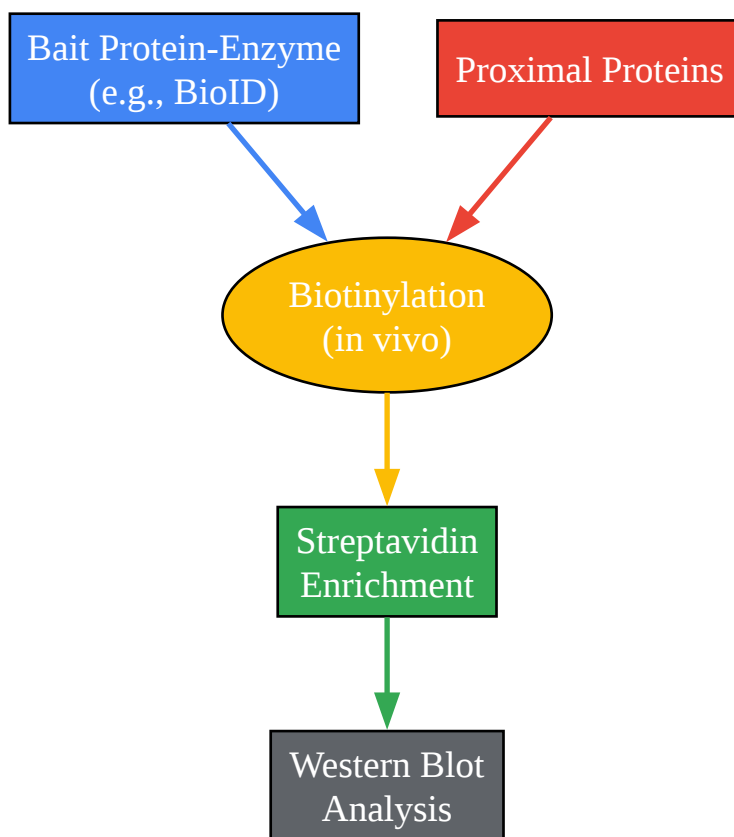 Bait Protein-Enzyme
(e.g., BioID)
Proximal Proteins
Biotinylation
(in vivo)
Streptavidin
Enrichment
Western Blot
Analysis